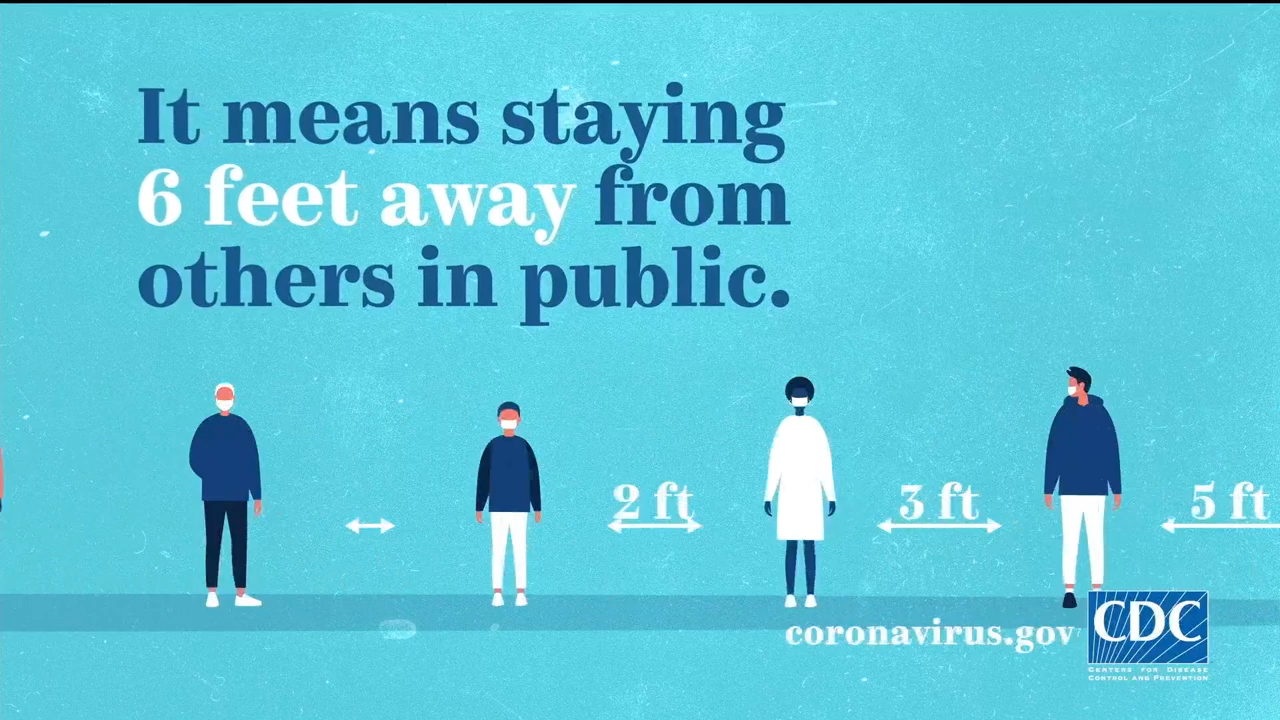 It means staying
6 feet away from
others in public.
2 ft
3 ft
5 ft
coronavirus.gov
CDC
CENTERS FOR DISEASE
CONTROL AND PREVENTION